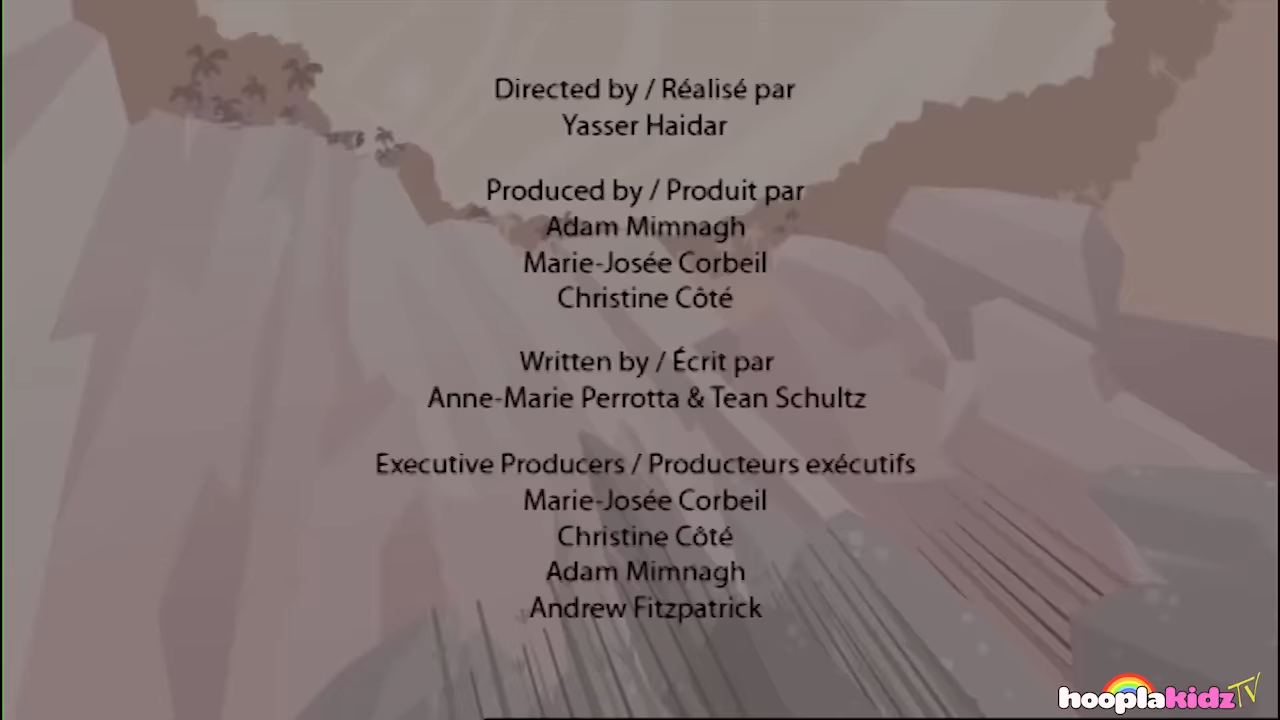 Directed by / Réalisé par
Yasser Haidar
Produced by / Produit par
Adam Mimnagh
Marie-Josée Corbeil
Christine Côté
Written by / Écrit par
Anne-Marie Perrotta & Tean Schultz
Executive Producers / Producteurs exécutifs
Marie-Josée Corbeil
Christine Côté
Adam Mimnagh
Andrew Fitzpatrick
hooplakidzTV